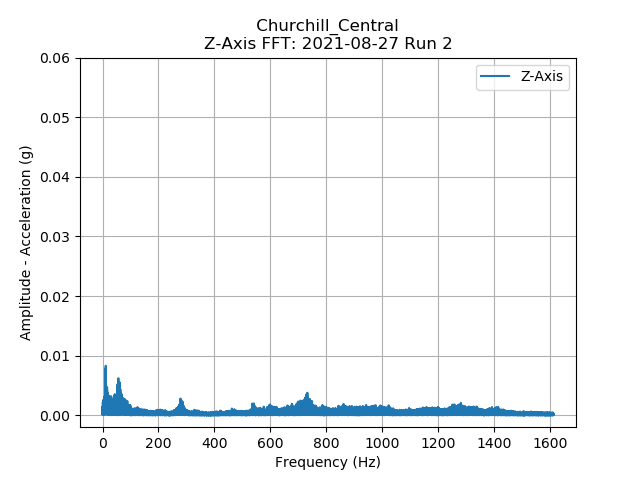 Churchill_Central
Z-Axis FFT: 2021-08-27 Run 2
Z-Axis
0.06
0.05
0.04
0.03
0.02
0.01
0.00
Amplitude - Acceleration (g)
0 200 400 600 800 1000 1200 1400 1600
Frequency (Hz)